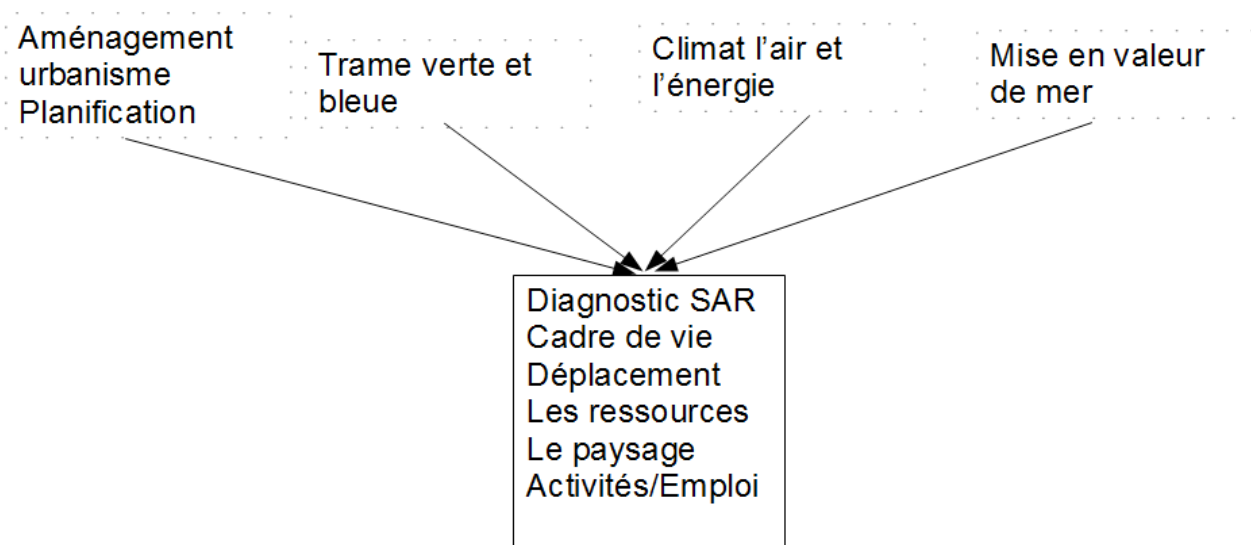 Aménagement
urbanisme
Planification
Trame verte et
bleue
Climat l’air et
l’énergie
Mise en valeur
de mer
Diagnostic SAR
Cadre de vie
Déplacement
Les ressources
Le paysage
Activités/Emploi